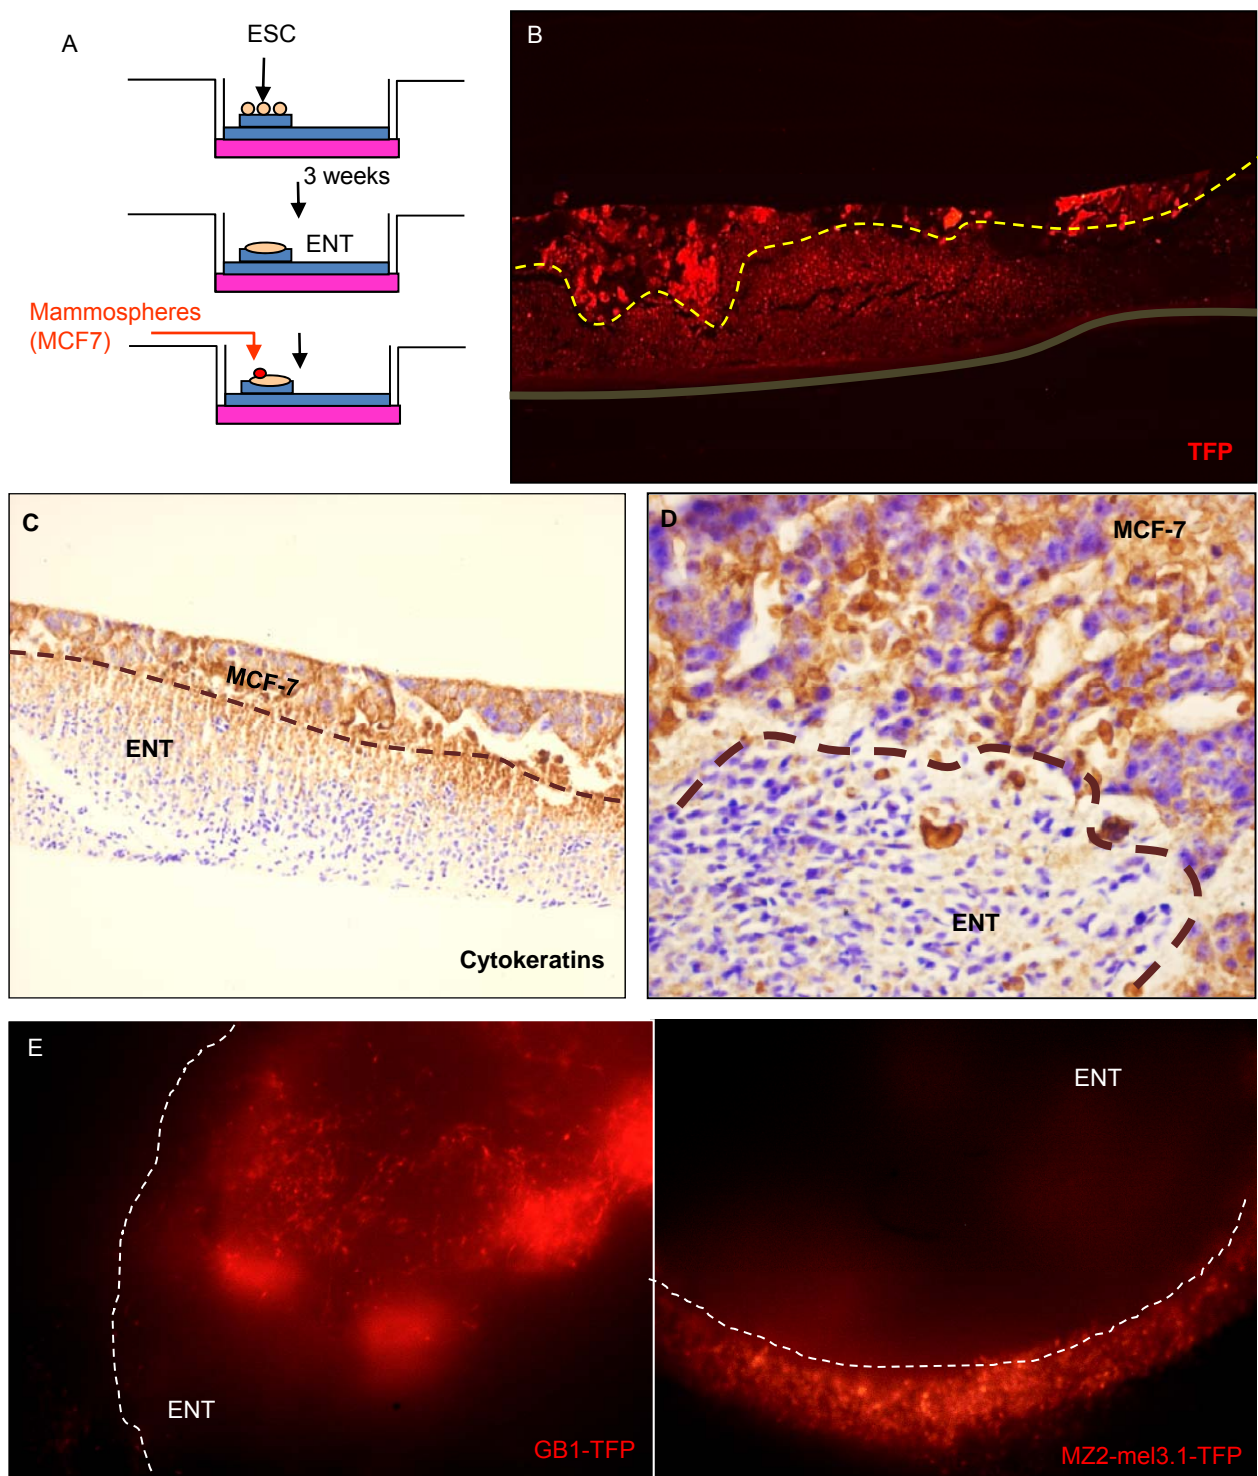 A
ESC
3 weeks
ENT
Mammospheres
(MCF7)
B
TFP
C
MCF-7
ENT
Cytokeratins
D
MCF-7
ENT
E
ENT
GB1-TFP
ENT
MZ2-mel3.1-TFP